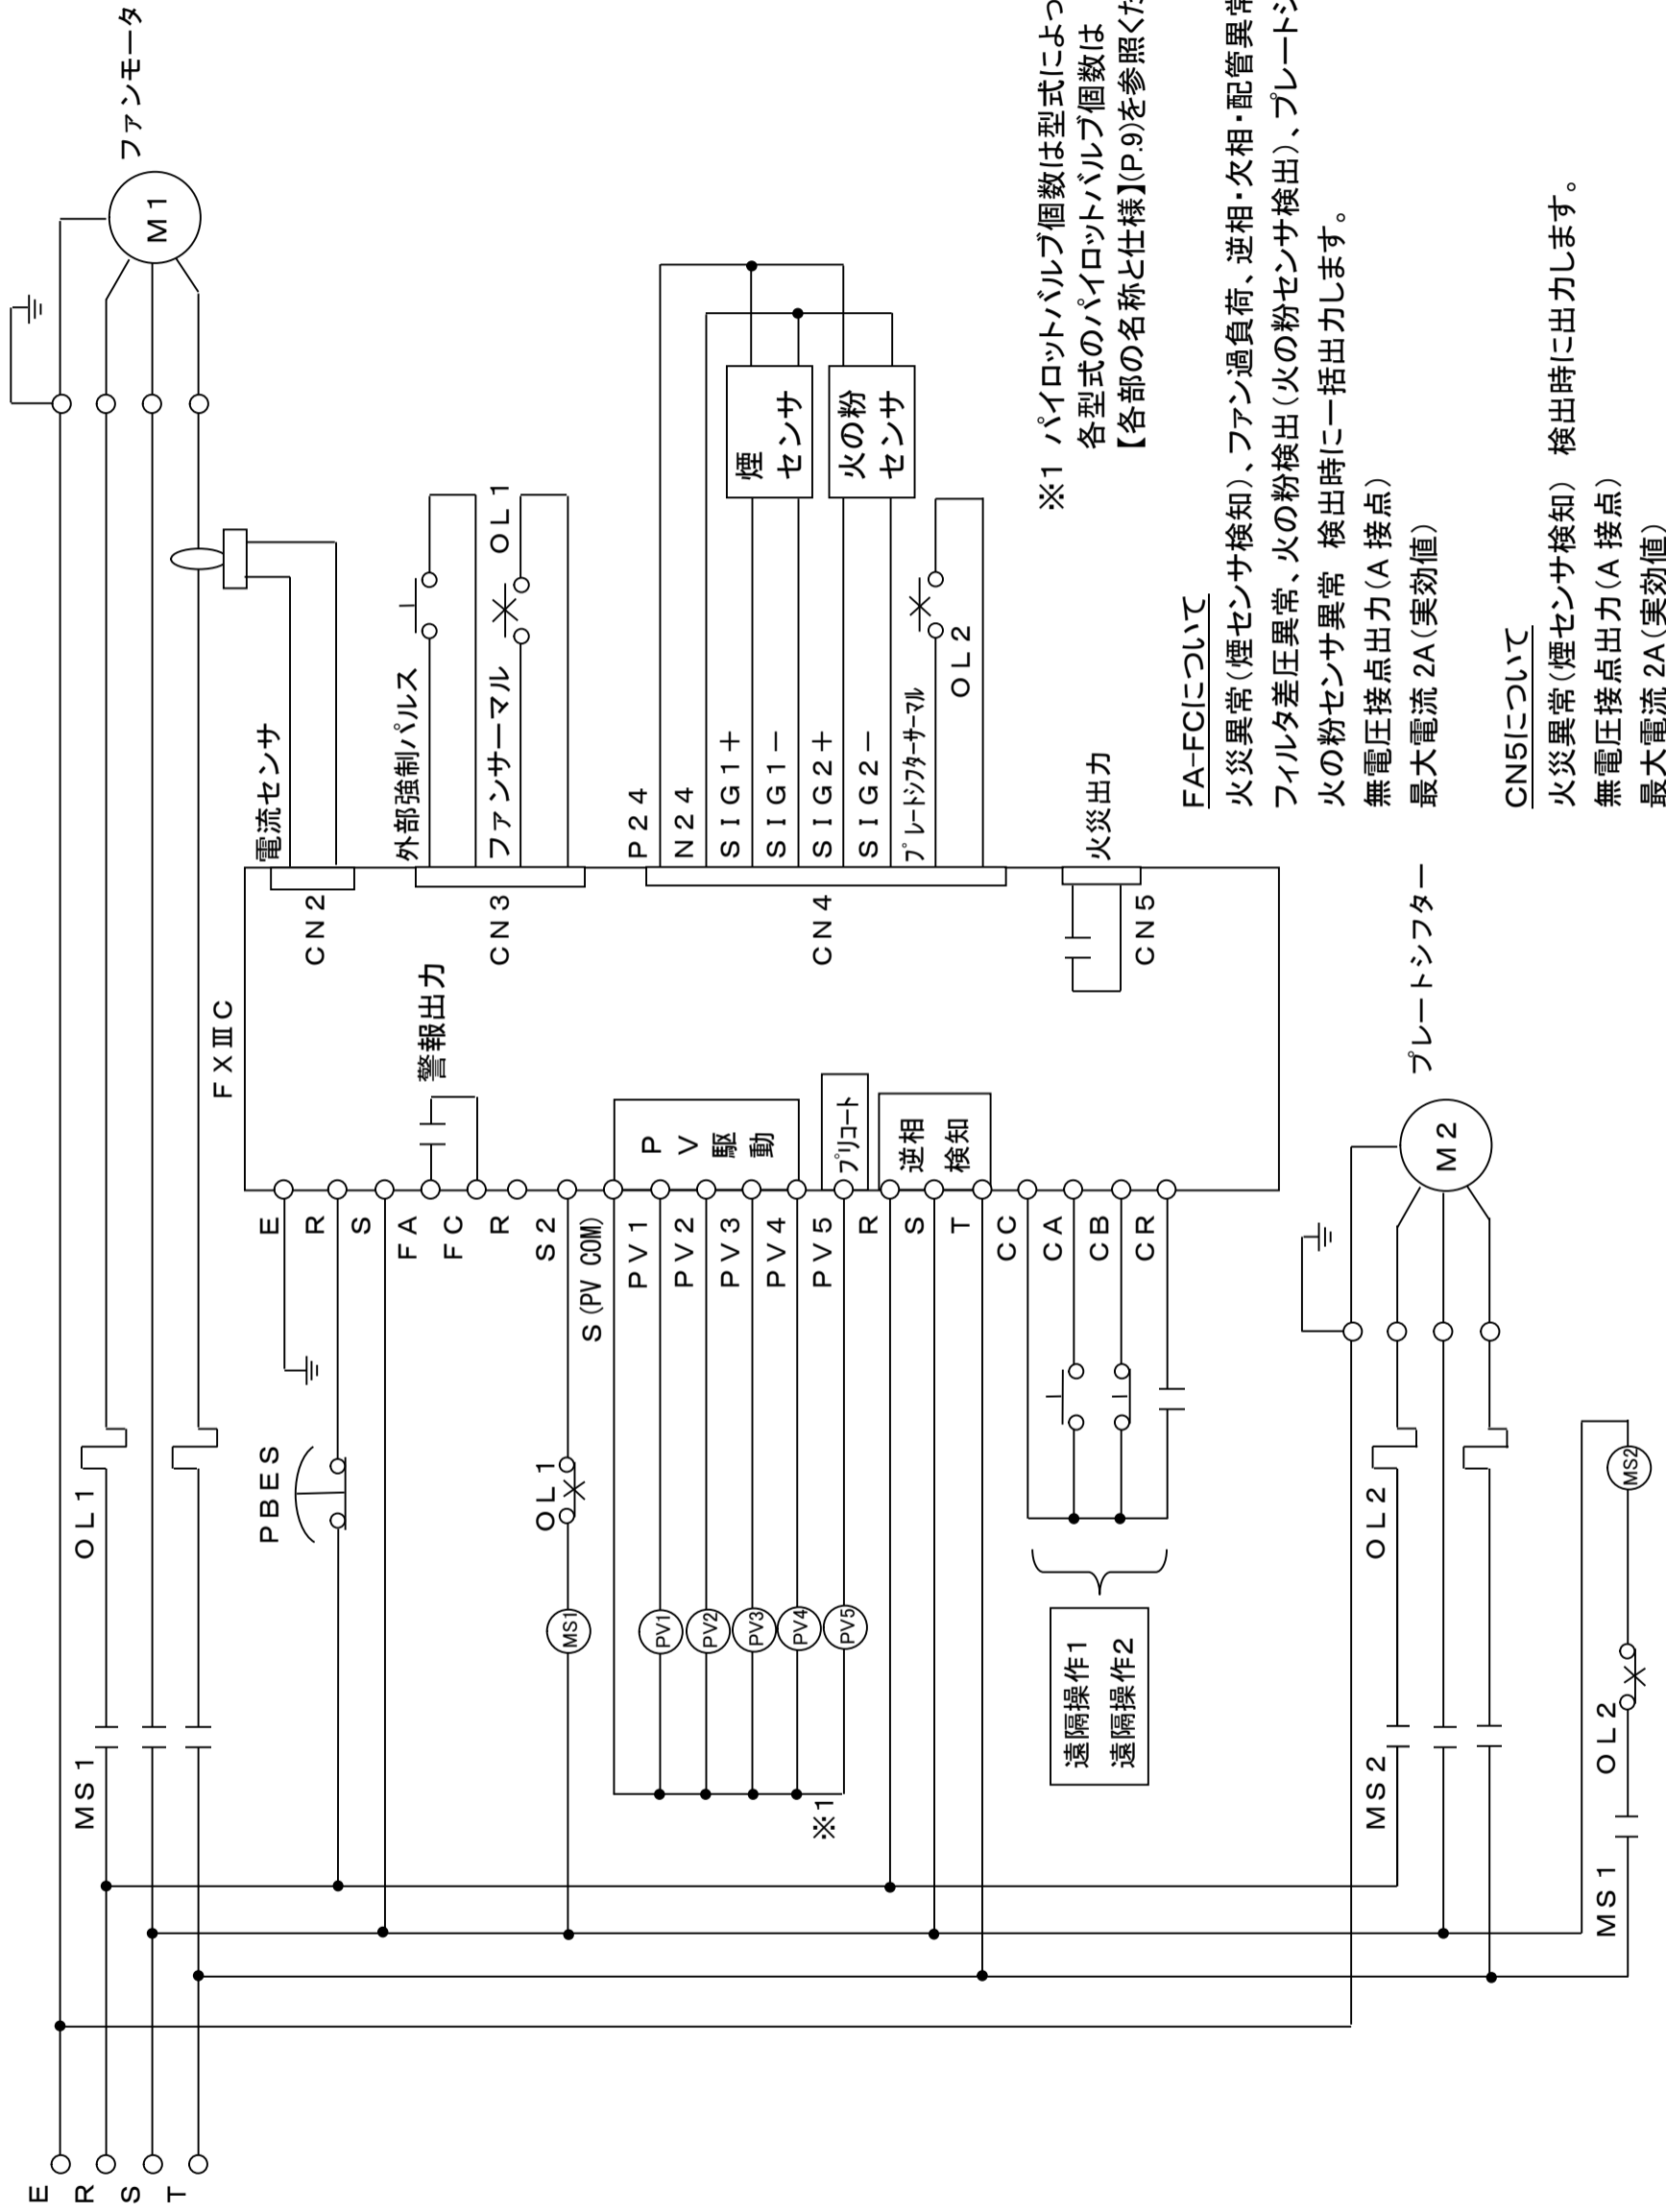 E
R
S
T
MS1
OL1
ファンモータ
M1
PBES
FXⅢC
電流センサ
CN2
外部強制パルス
ファンサーマル
OL1
CN3
警報出力
P24
N24
SIG1+
SIG1-
SIG2+
SIG2-
プレートシフターサーマル
OL2
煙
センサ
火の粉
センサ
CN4
火災出力
CN5
E
R
S
FA
FC
R
S2
S(PV COM)
PV1
PV2
PV3
PV4
PV5
R
S
T
CC
CA
CB
CR
PV駆動
プリコート
逆相
検知
OL1
MS1
PV1
PV2
PV3
PV4
PV5
※1
遠隔操作1
遠隔操作2
プレートシフター
M2
MS2
OL2
MS2
MS1
OL2
※1 パイロットバルブ個数は型式によっ
各型式のパイロットバルブ個数は
【各部の名称と仕様】(P.9)を参照くだ
FA-FCについて
火災異常(煙センサ検知)、ファン過負荷、逆相・欠相・配管異常
フィルタ差圧異常、火の粉検出(火の粉センサ検出)、プレートシ
火の粉センサ異常 検出時に一括出力します。
無電圧接点出力(A 接点)
最大電流 2A(実効値)
CN5について
火災異常(煙センサ検知) 検出時に出力します。
無電圧接点出力(A 接点)
最大電流 2A(実効値)